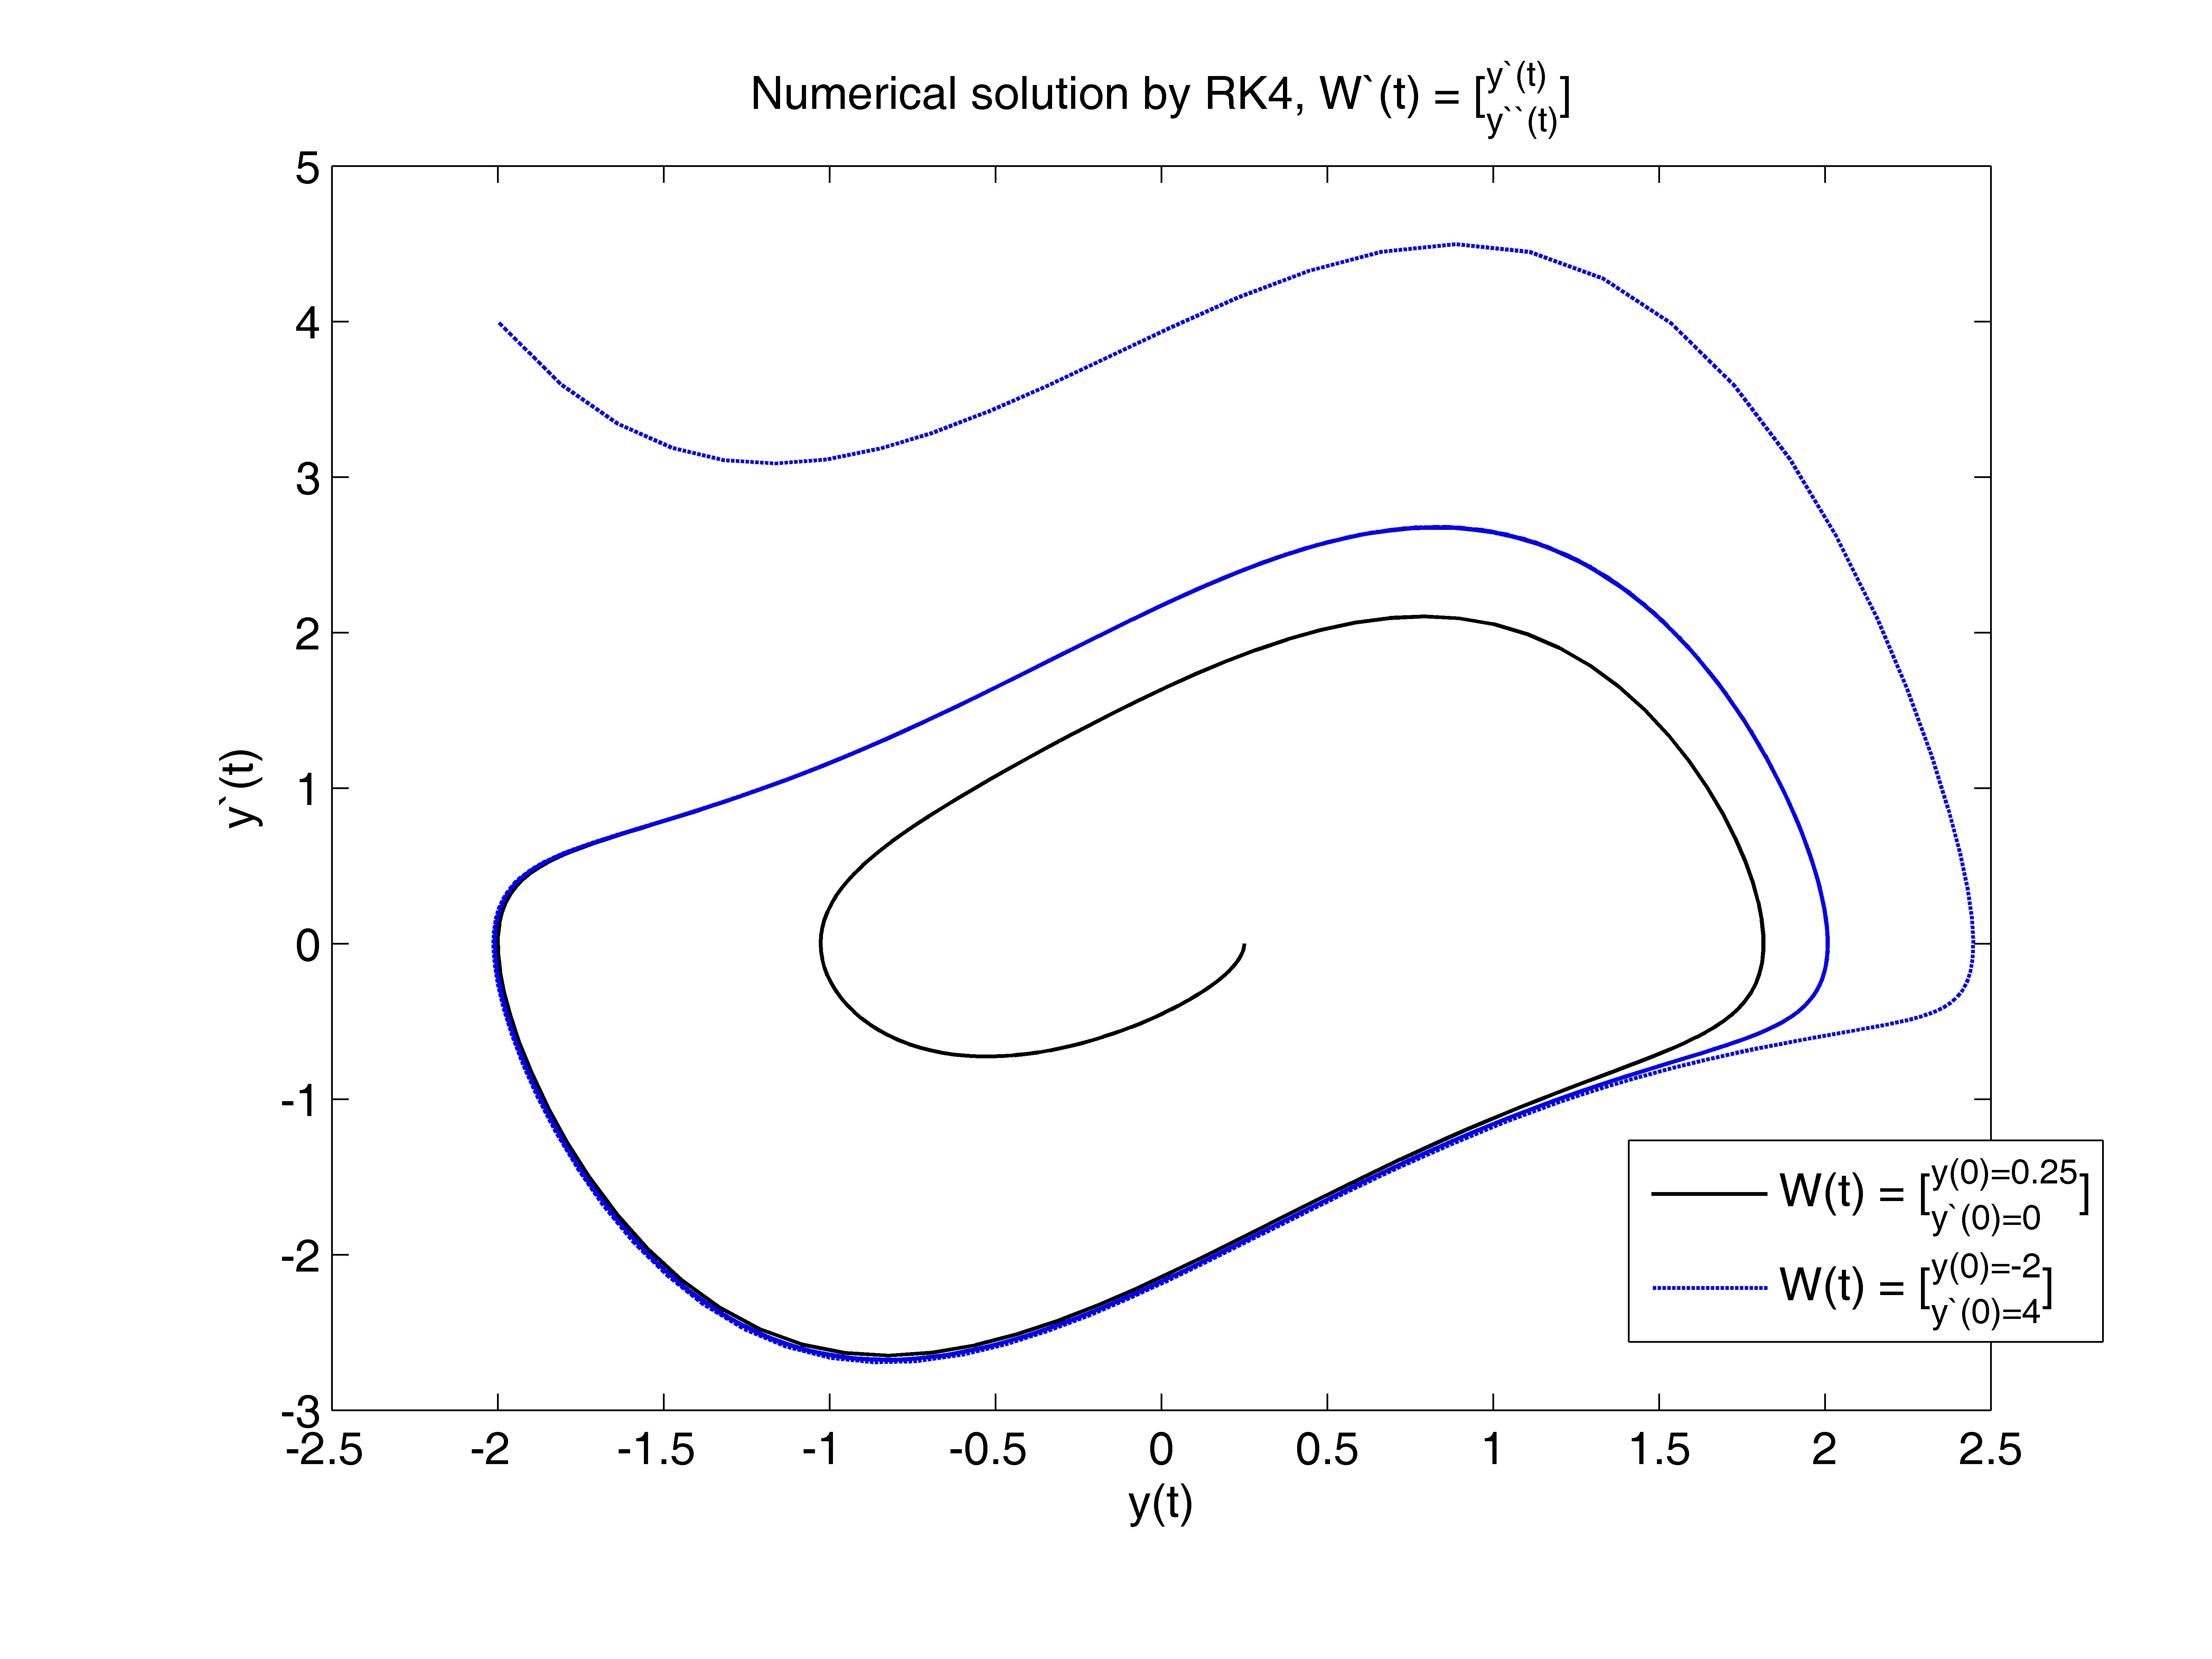 Numerical solution by RK4, W`(t) = [y`(t)
y``(t)]
5
4
3
2
1
0
-1
-2
-3
y`(t)
-2.5 -2 -1.5 -1 -0.5 0 0.5 1 1.5 2 2.5
y(t)
W(t) = [y(0)=0.25
y`(0)=0]
W(t) = [y(0)=-2
y`(0)=4]